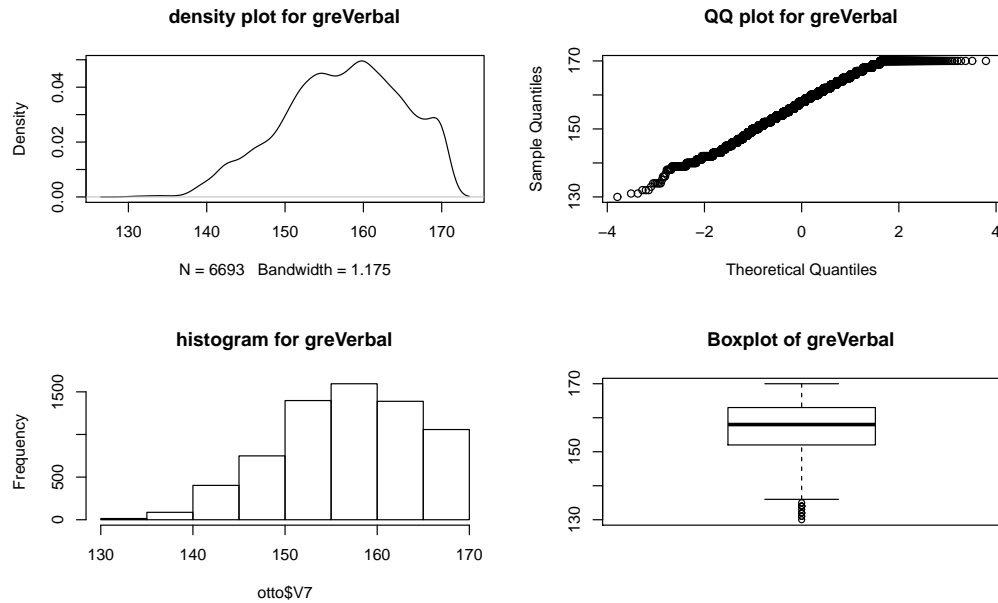 density plot for greVerbal
Density
0.00 0.02 0.04
130 140 150 160 170
N = 6693 Bandwidth = 1.175
QQ plot for greVerbal
Sample Quantiles
130 150 170
−4 −2 0 2 4
Theoretical Quantiles
histogram for greVerbal
Frequency
0 500 1500
130 140 150 160 170
otto$V7
Boxplot of greVerbal
130 150 170